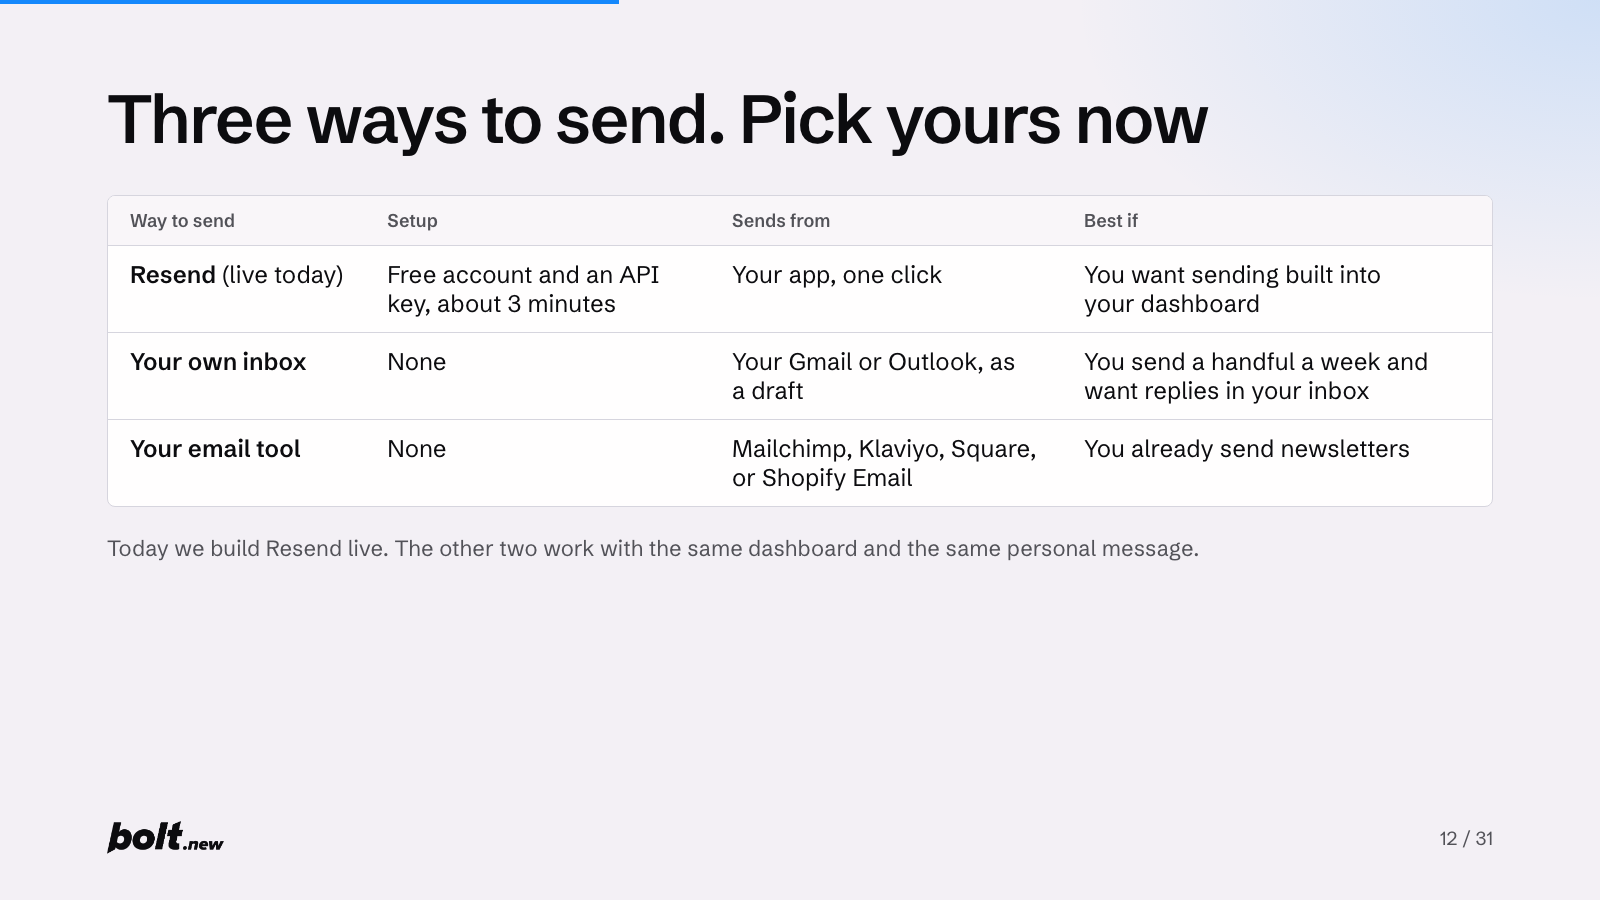 Three ways to send. Pick yours now
Way to send Setup Sends from Best if
Resend (live today) Free account and an API key, about 3 minutes Your app, one click You want sending built into your dashboard
Your own inbox None Your Gmail or Outlook, as a draft You send a handful a week and want replies in your inbox
Your email tool None Mailchimp, Klaviyo, Square, or Shopify Email You already send newsletters
Today we build Resend live. The other two work with the same dashboard and the same personal message.
bolt.new
12 / 31